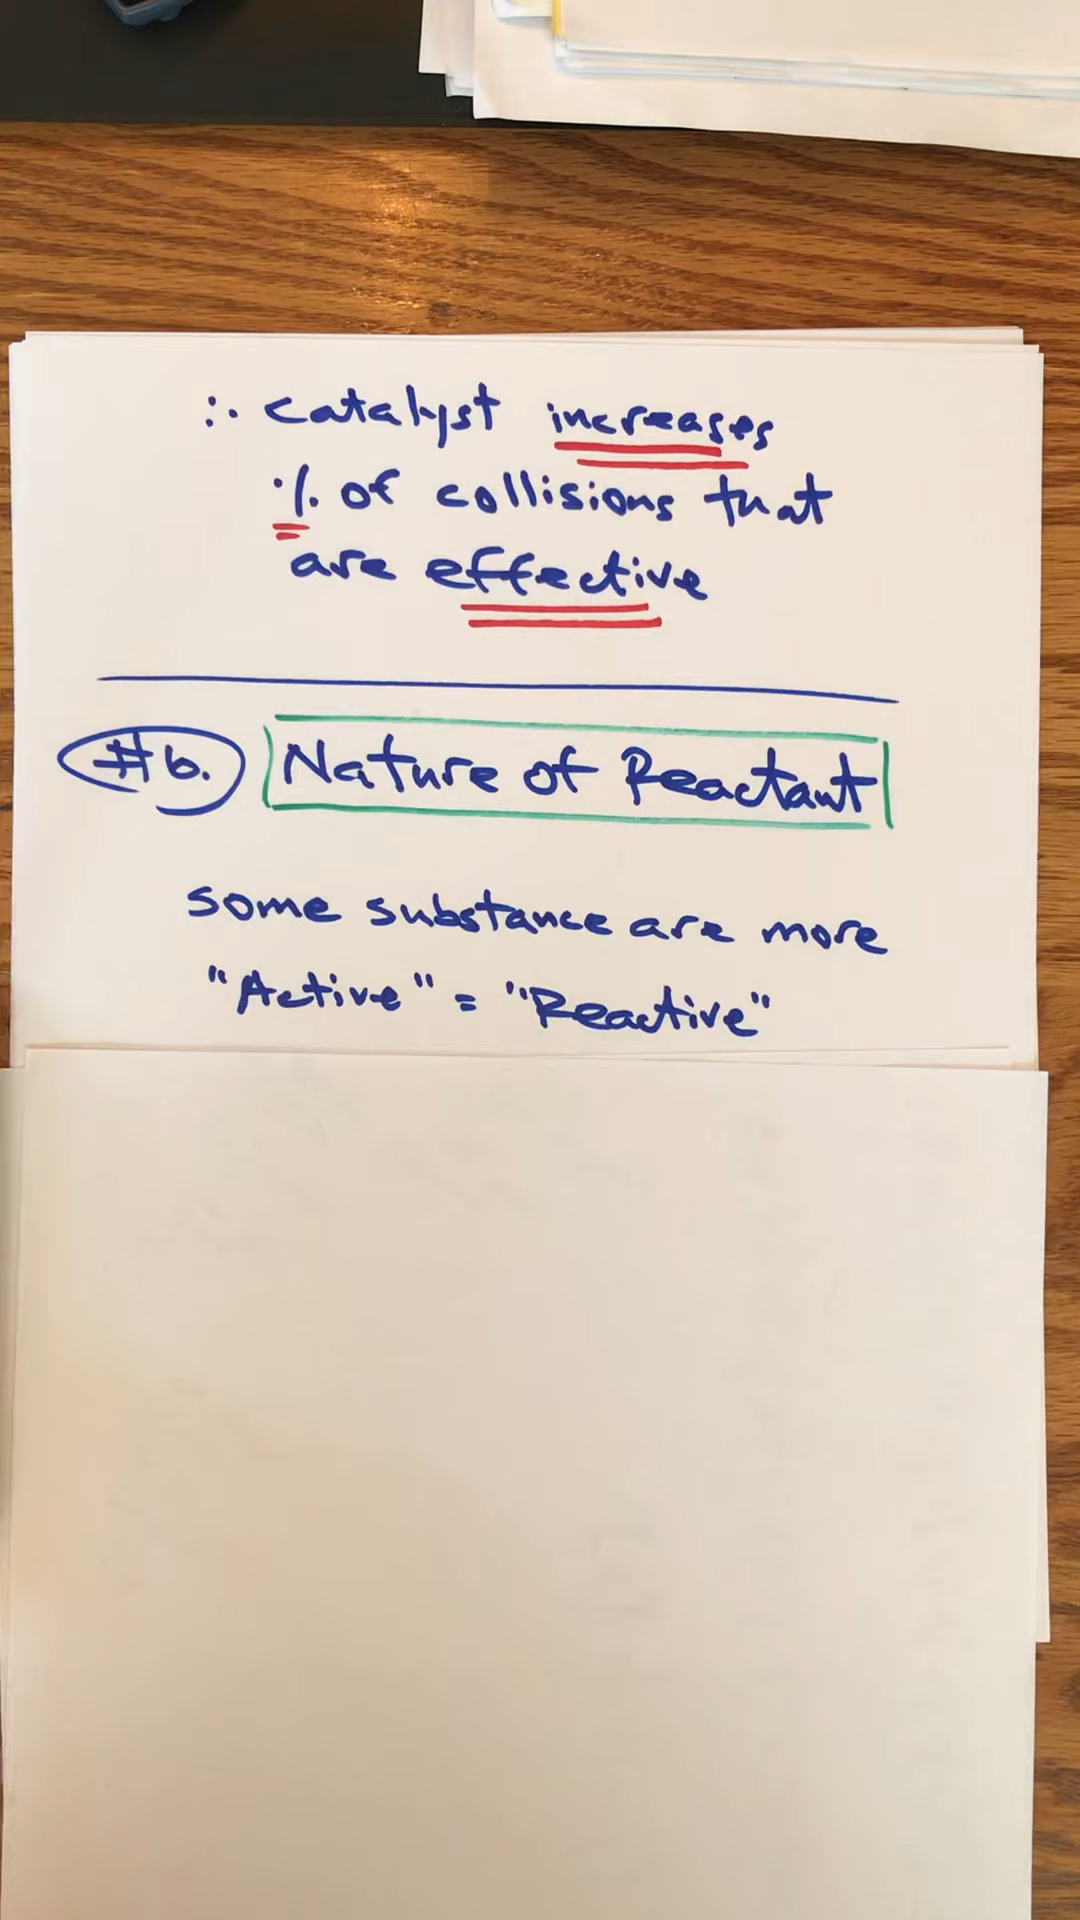 ∴ catalyst increases
% of collisions that
are effective
#6. Nature of Reactant
some substance are more
"Active" = "Reactive"